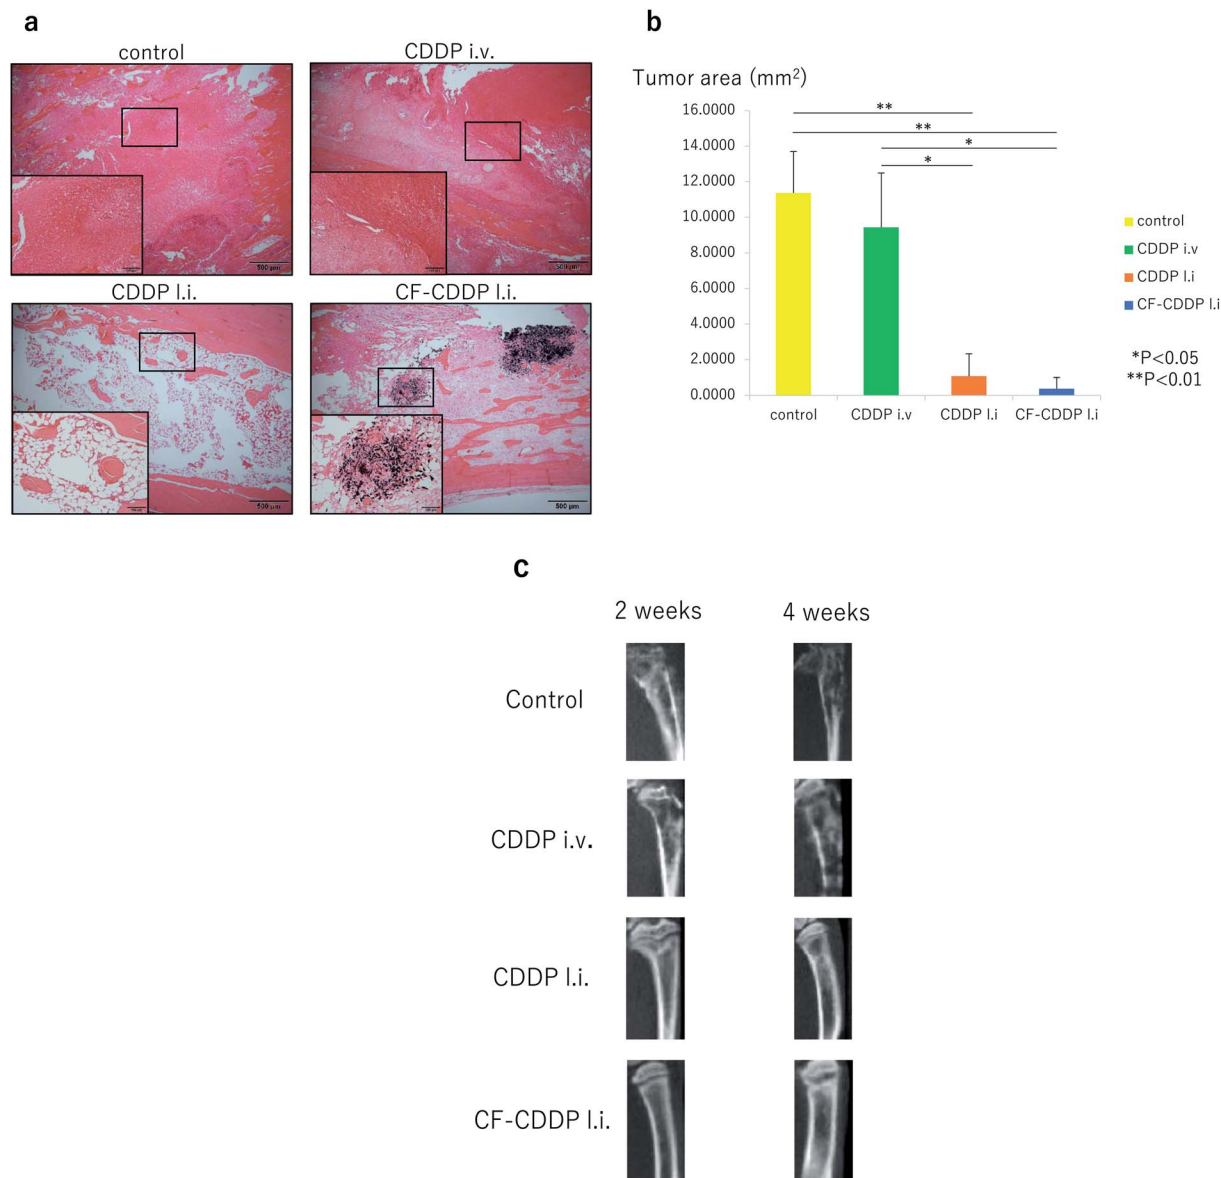 a
control
CDDP i.v.
500 μm
500 μm
CDDP l.i.
CF-CDDP l.i.
500 μm
500 μm
b
Tumor area (mm²)
16.0000
14.0000
12.0000
10.0000
8.0000
6.0000
4.0000
2.0000
0.0000
**
**
*
*
control
CDDP i.v
CDDP l.i
CF-CDDP l.i
control
CDDP i.v
CDDP l.i
CF-CDDP l.i
*P<0.05
**P<0.01
c
2 weeks
4 weeks
Control
CDDP i.v.
CDDP l.i.
CF-CDDP l.i.